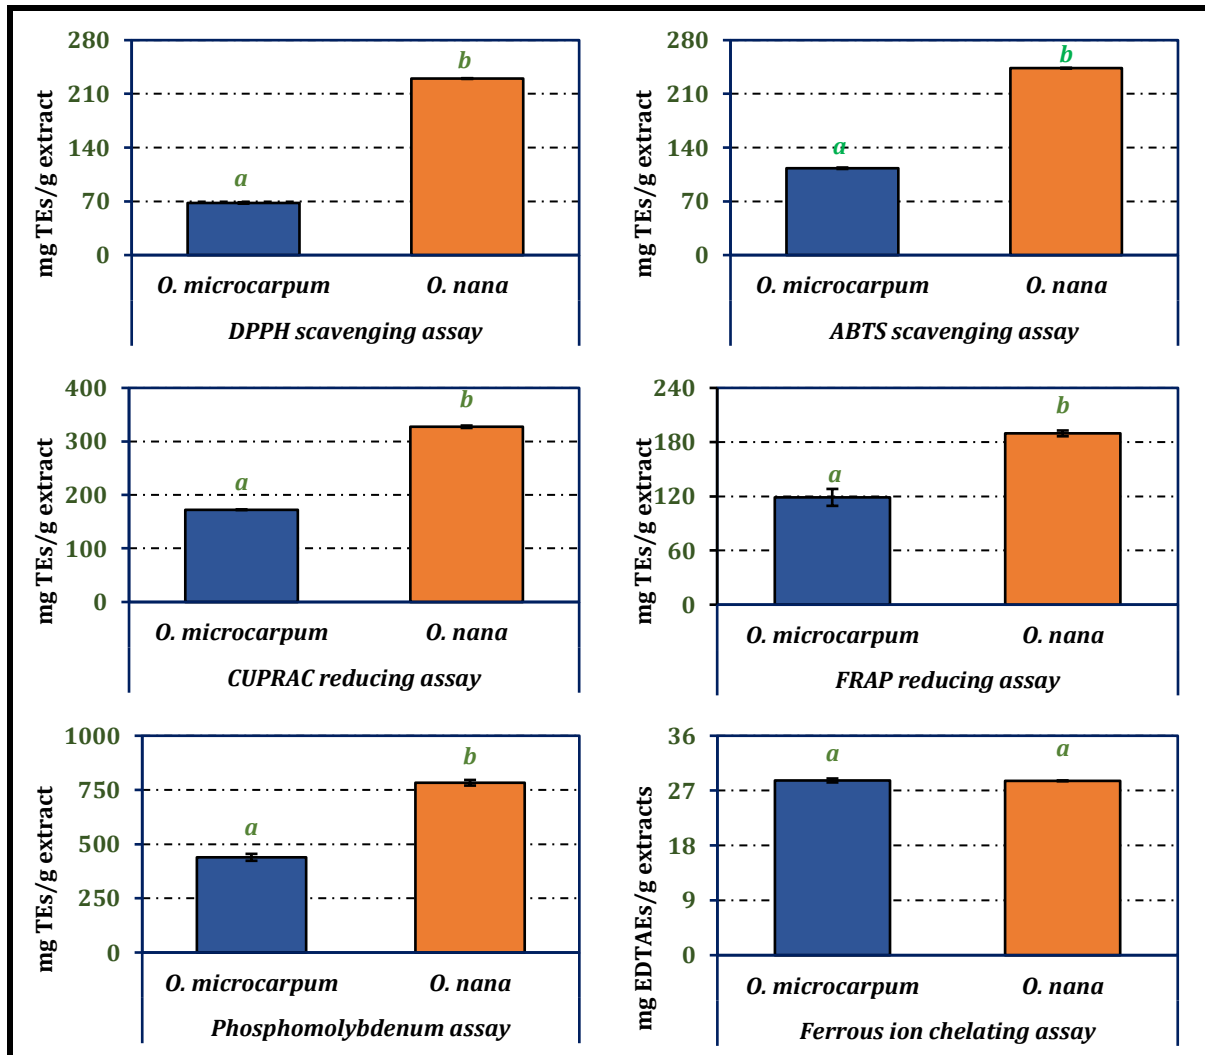 mg TEs/g extract
280
210
140
70
0
a
b
O. microcarpum
O. nana
DPPH scavenging assay
mg TEs/g extract
280
210
140
70
0
a
b
O. microcarpum
O. nana
ABTS scavenging assay
mg TEs/g extract
400
300
200
100
0
a
b
O. microcarpum
O. nana
CUPRAC reducing assay
mg TEs/g extract
240
180
120
60
0
a
b
O. microcarpum
O. nana
FRAP reducing assay
mg TEs/g extract
1000
750
500
250
0
a
b
O. microcarpum
O. nana
Phosphomolybdenum assay
mg EDTAEs/g extracts
36
27
18
9
0
a
a
O. microcarpum
O. nana
Ferrous ion chelating assay